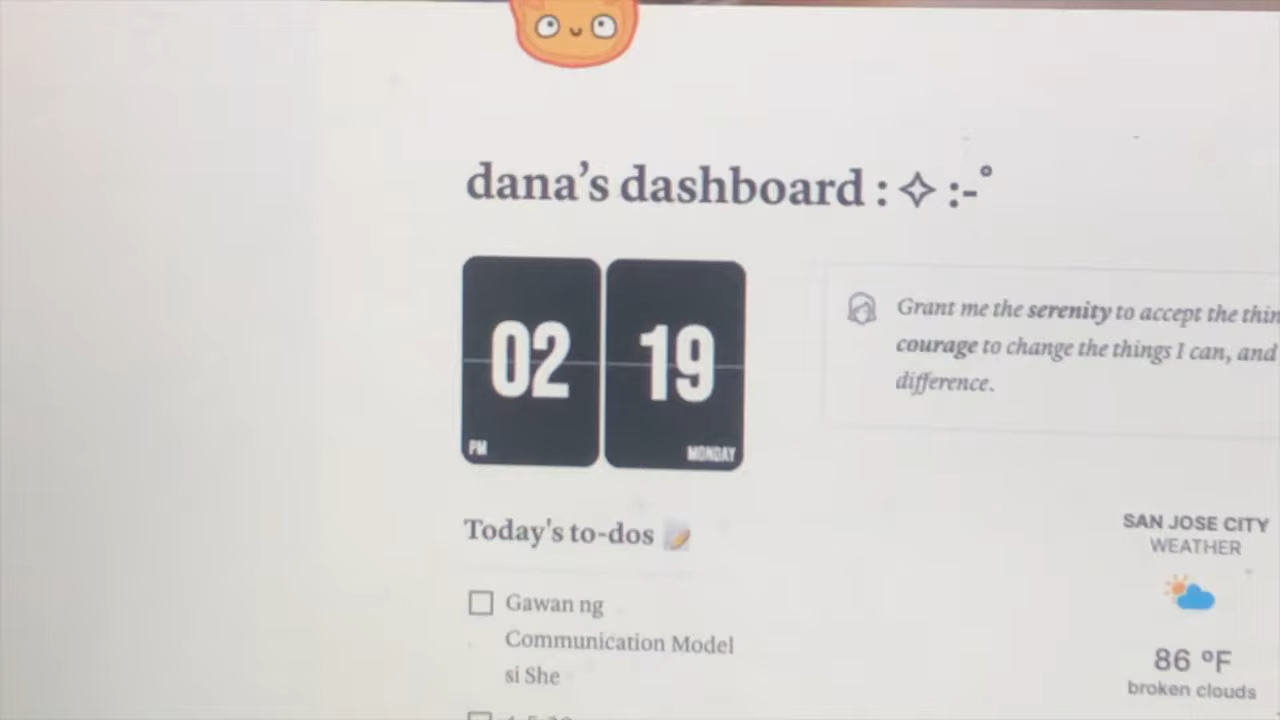 dana's dashboard : ✧ :-°
02
PM
19
MONDAY
Grant me the serenity to accept the
courage to change the things I can, and
difference.
Today's to-dos
Gawan ng
Communication Model
si She
SAN JOSE CITY
WEATHER
86 ºF
broken clouds